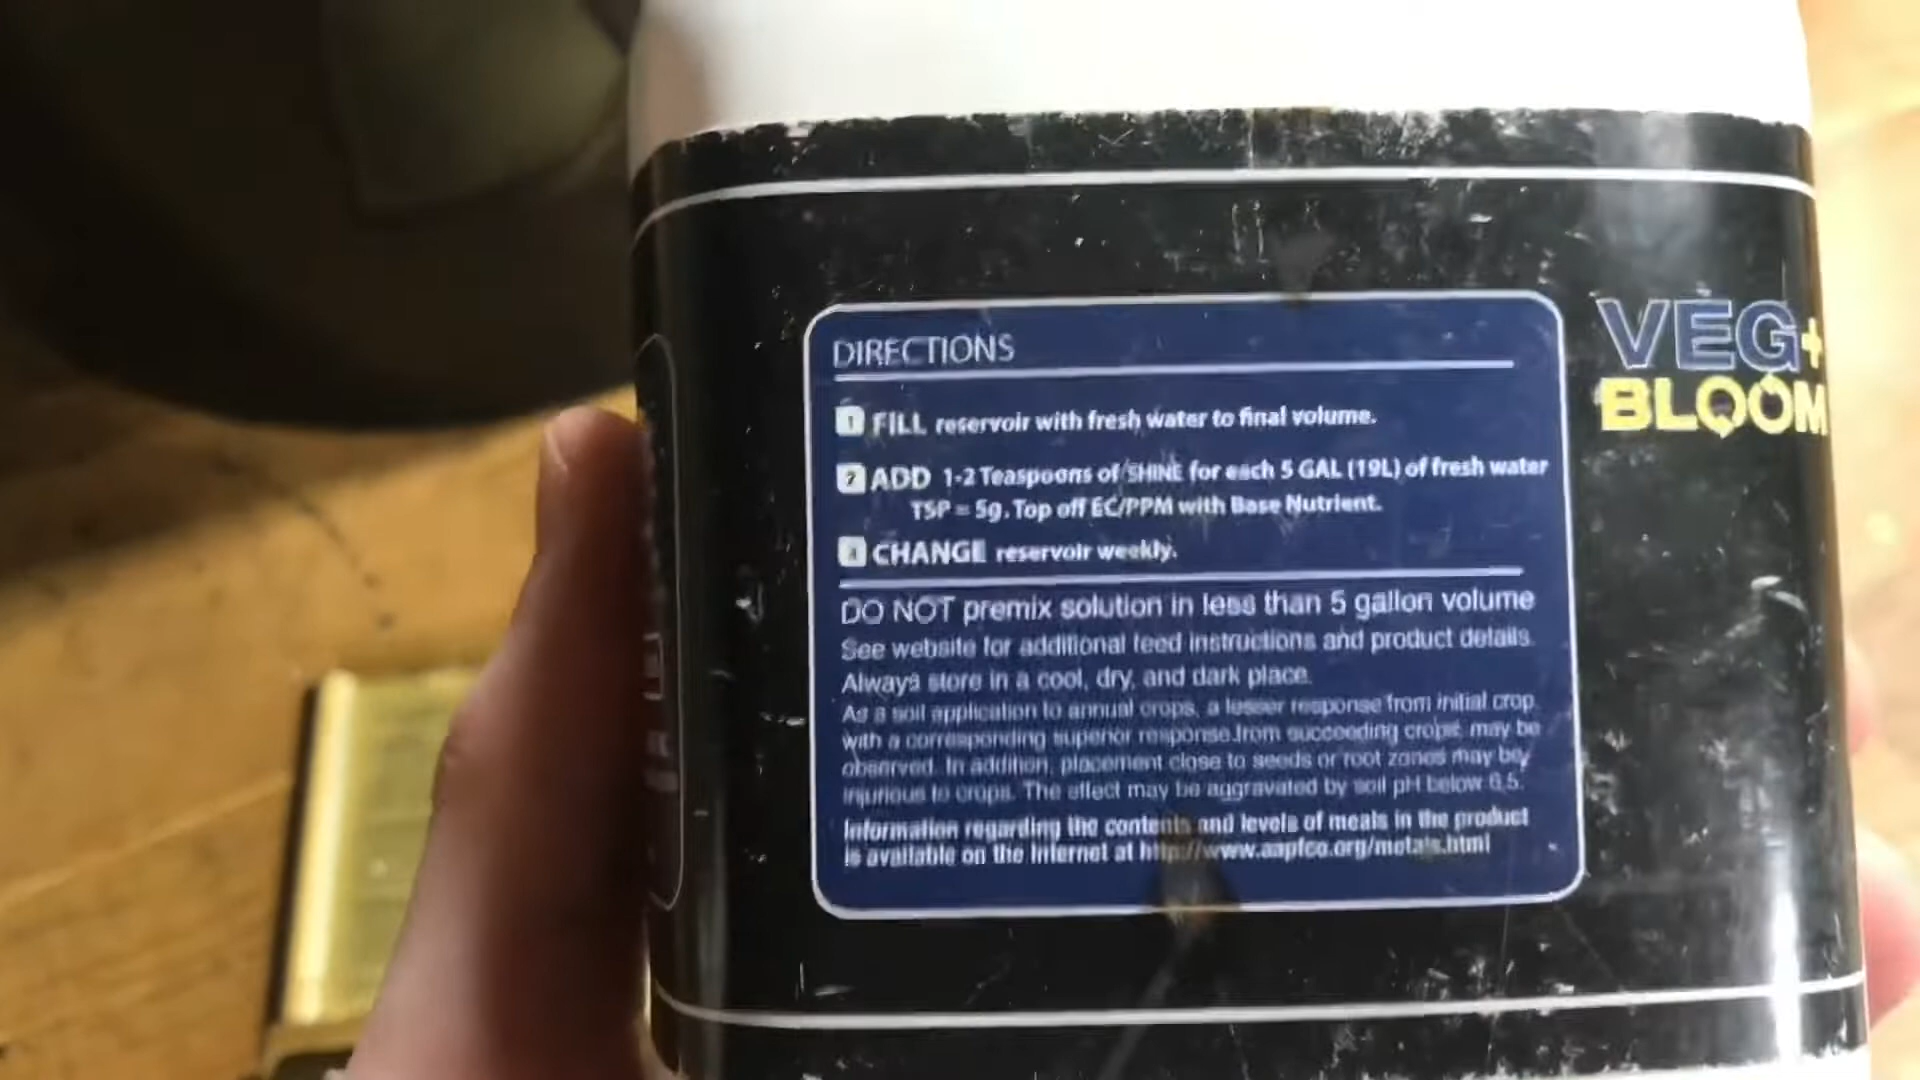 DIRECTIONS
1 FILL reservoir with fresh water to final volume.
2 ADD 1-2 Teaspoons of SHINE for each 5 GAL (19L) of fresh water
TSP = 5g. Top off EC/PPM with Base Nutrient.
3 CHANGE reservoir weekly.
DO NOT premix solution in less than 5 gallon volume
See website for additional feed instructions and product details.
Always store in a cool, dry, and dark place.
As a soil application to annual crops, a lesser response from initial crop
with a corresponding superior response from succeeding crops may be
observed. In addition, placement close to seeds or root zones may be
injurious to crops. The effect may be aggravated by soil pH below 6.5.
Information regarding the contents and levels of meals in the product
is available on the Internet at http://www.aapfco.org/metals.html
VEG+
BLOOM